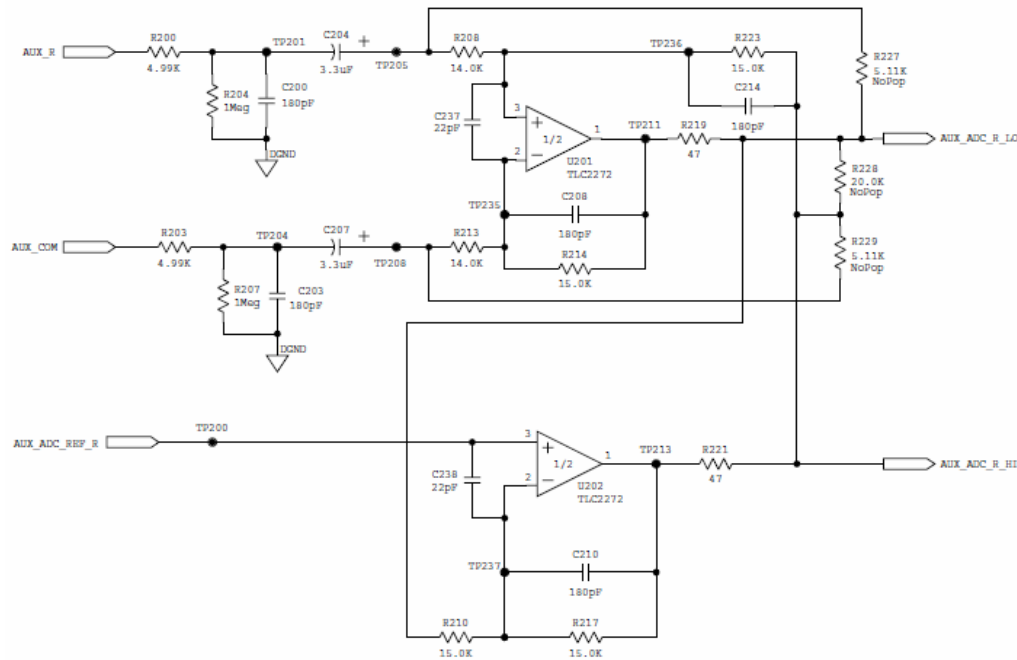 AUX_R
R200
4.99K
TP201
C204
+
3.3uF
TP205
R208
14.0K
TP236
R223
15.0K
R227
5.11K
NoPop
R204
1Meg
C200
180pF
DGND
C237
22pF
3
+
1/2
2
1
U201
TLC2272
C214
180pF
TP211
R219
47
AUX_ADC_R_LO
R228
20.0K
NoPop
TP235
C208
180pF
AUX_COM
R203
4.99K
TP204
C207
+
3.3uF
TP208
R213
14.0K
R214
15.0K
R229
5.11K
NoPop
R207
1Meg
C203
180pF
DGND
AUX_ADC_REF_R
TP200
C238
22pF
3
+
1/2
2
1
U202
TLC2272
TP213
R221
47
AUX_ADC_R_HI
TP237
C210
180pF
R210
15.0K
R217
15.0K